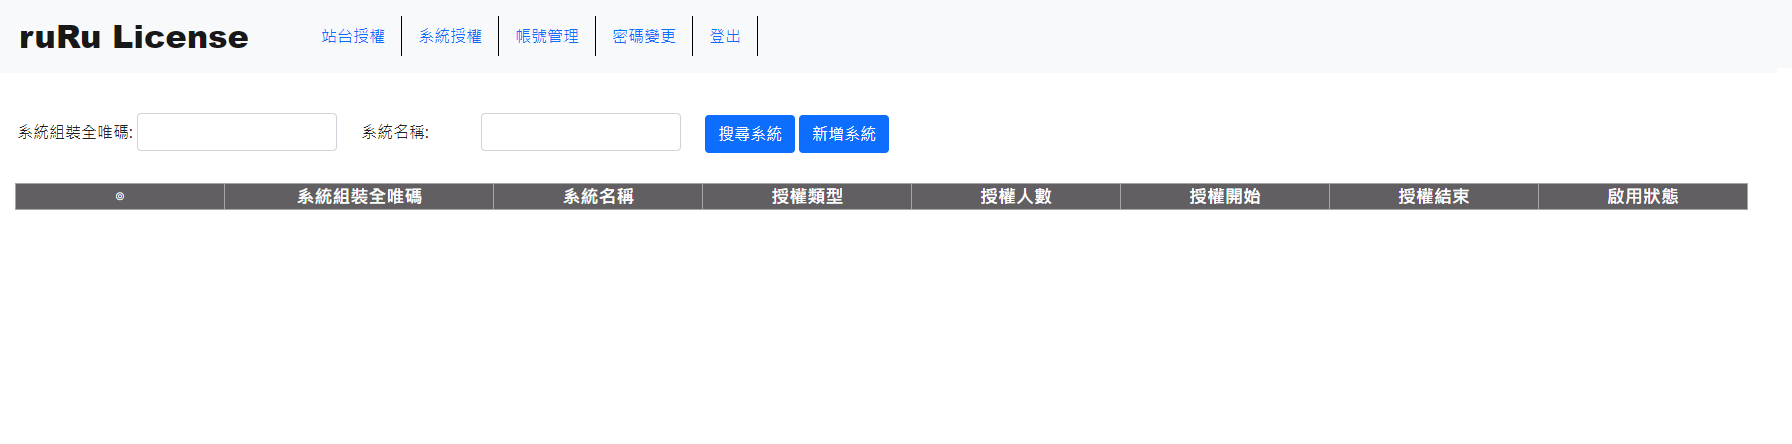 ruRu License 站台授權 系統授權 帳號管理 密碼變更 登出
系統組裝全唯碼: 系統名稱: 搜尋系統 新增系統
◎ 系統組裝全唯碼 系統名稱 授權類型 授權人數 授權開始 授權結束 啟用狀態